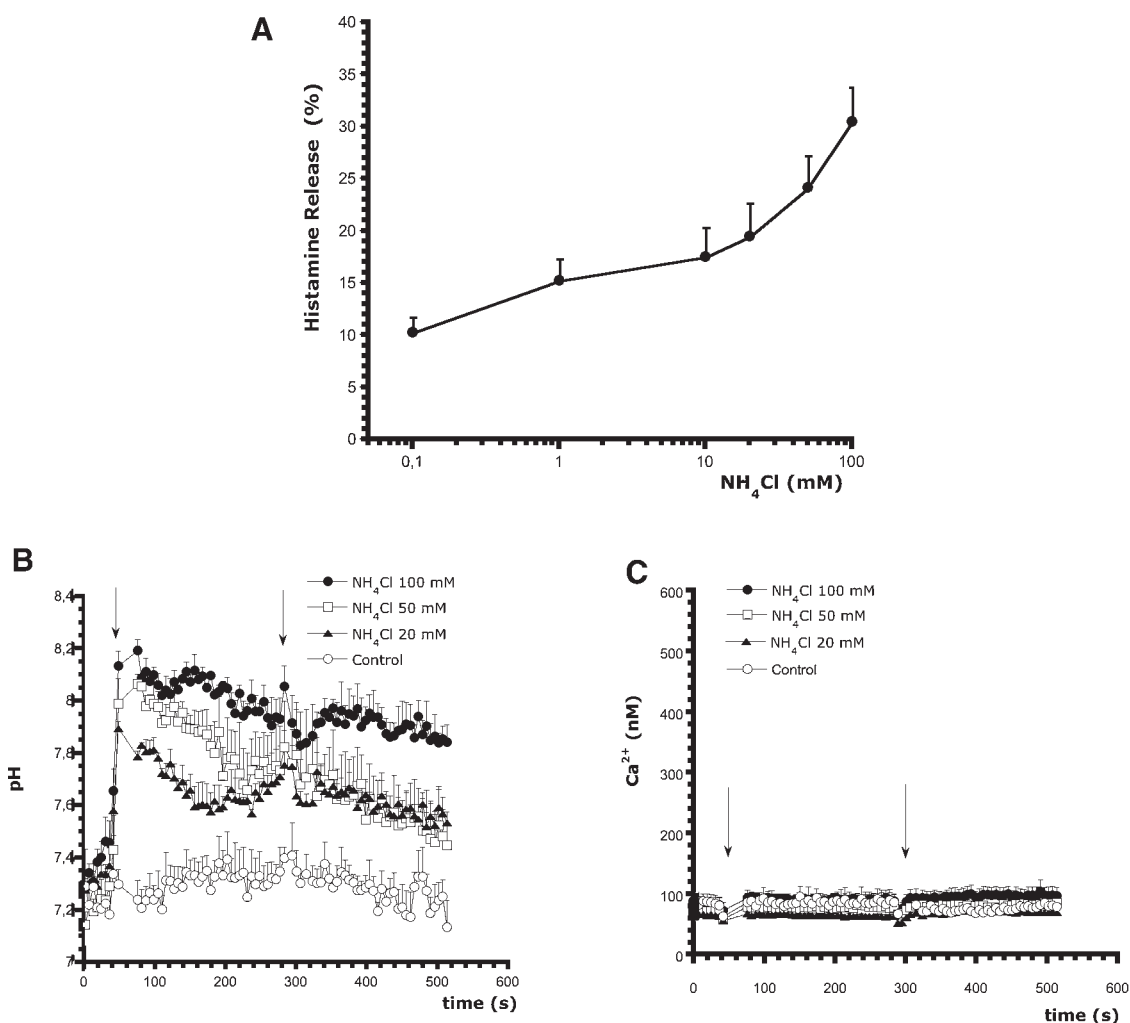 A
40
35
30
25
20
15
10
5
0
Histamine Release (%)
0,1 1 10 100
NH4Cl (mM)
B
NH4Cl 100 mM
NH4Cl 50 mM
NH4Cl 20 mM
Control
8,4
8,2
8
7,8
7,6
7,4
7,2
7
pH
0 100 200 300 400 500 600
time (s)
C
NH4Cl 100 mM
NH4Cl 50 mM
NH4Cl 20 mM
Control
600
500
400
300
200
100
0
Ca2+ (nM)
0 100 200 300 400 500 600
time (s)